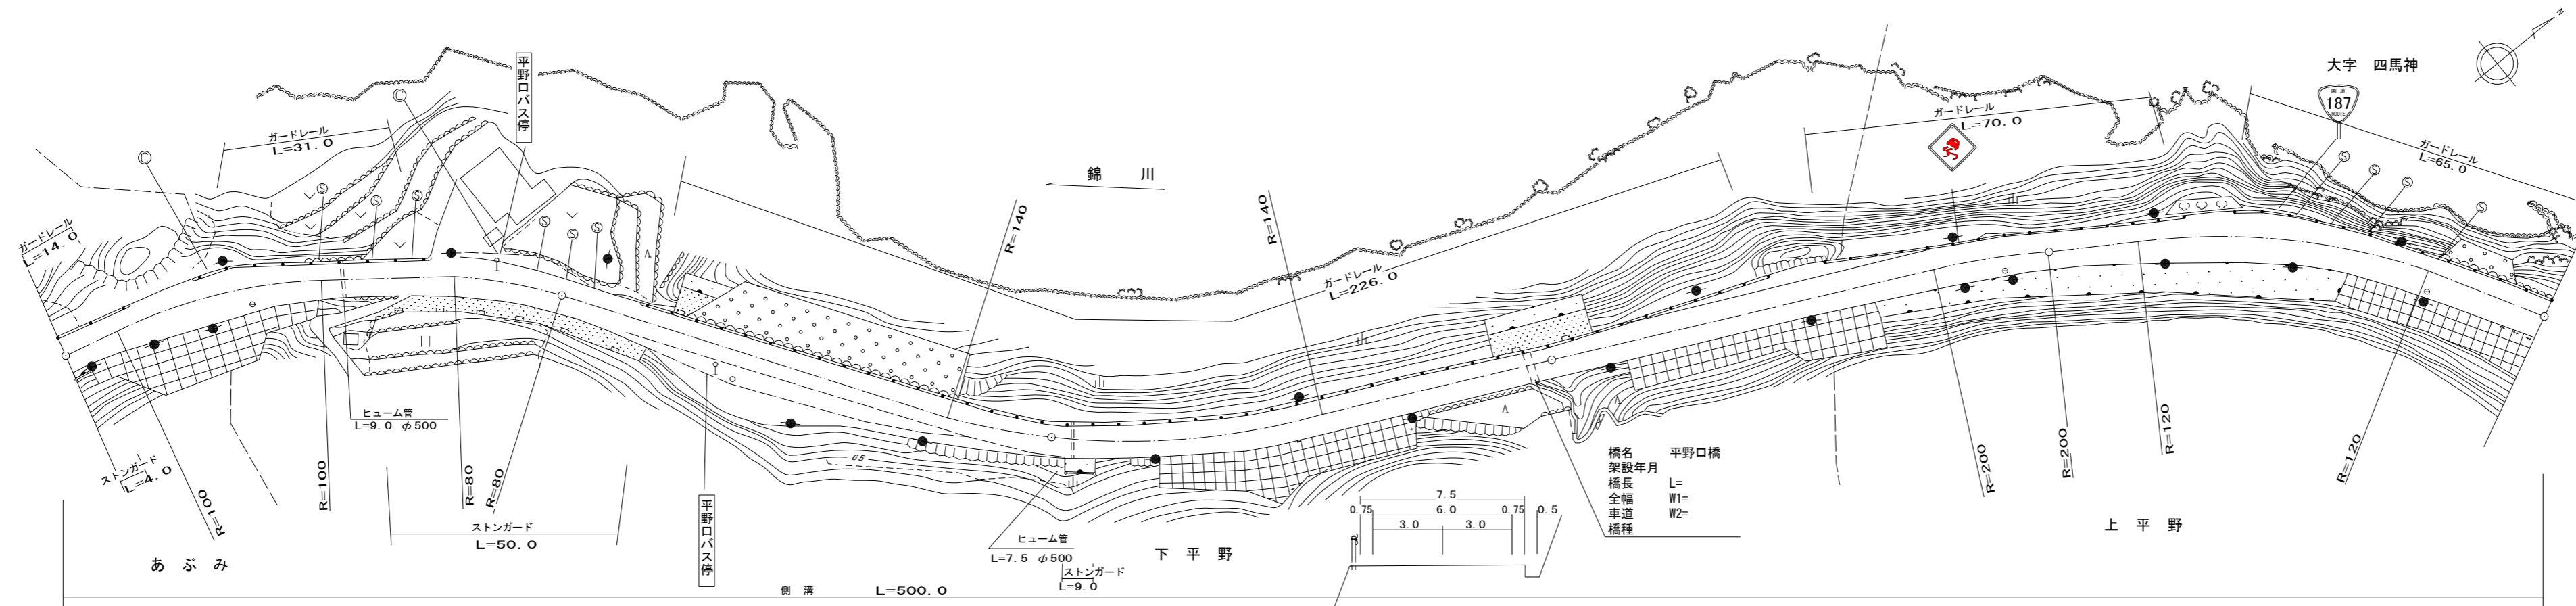 大字 四馬神
国道
187
ROUTE
N
平野口バス停
ガードレール
L=31.0
C
C
S
S
S
S
S
S
錦 川
R=140
R=140
ガードレール
L=226.0
ガードレール
L=70.0
ガードレール
L=65.0
S
S
S
S
ガードレール
L=14.0
ストンガード
L=4.0
R=100
R=100
ヒューム管
L=9.0 φ500
R=80
R=80
ストンガード
L=50.0
平野口バス停
65
ヒューム管
L=7.5 φ500
ストンガード
L=9.0
橋名 平野口橋
架設年月
橋長 L=
全幅 W1=
車道 W2=
橋種
7.5
0.75 6.0 0.75 0.5
3.0 3.0
R=200
R=200
R=120
R=120
あぶみ
下平野
上平野
側溝 L=500.0